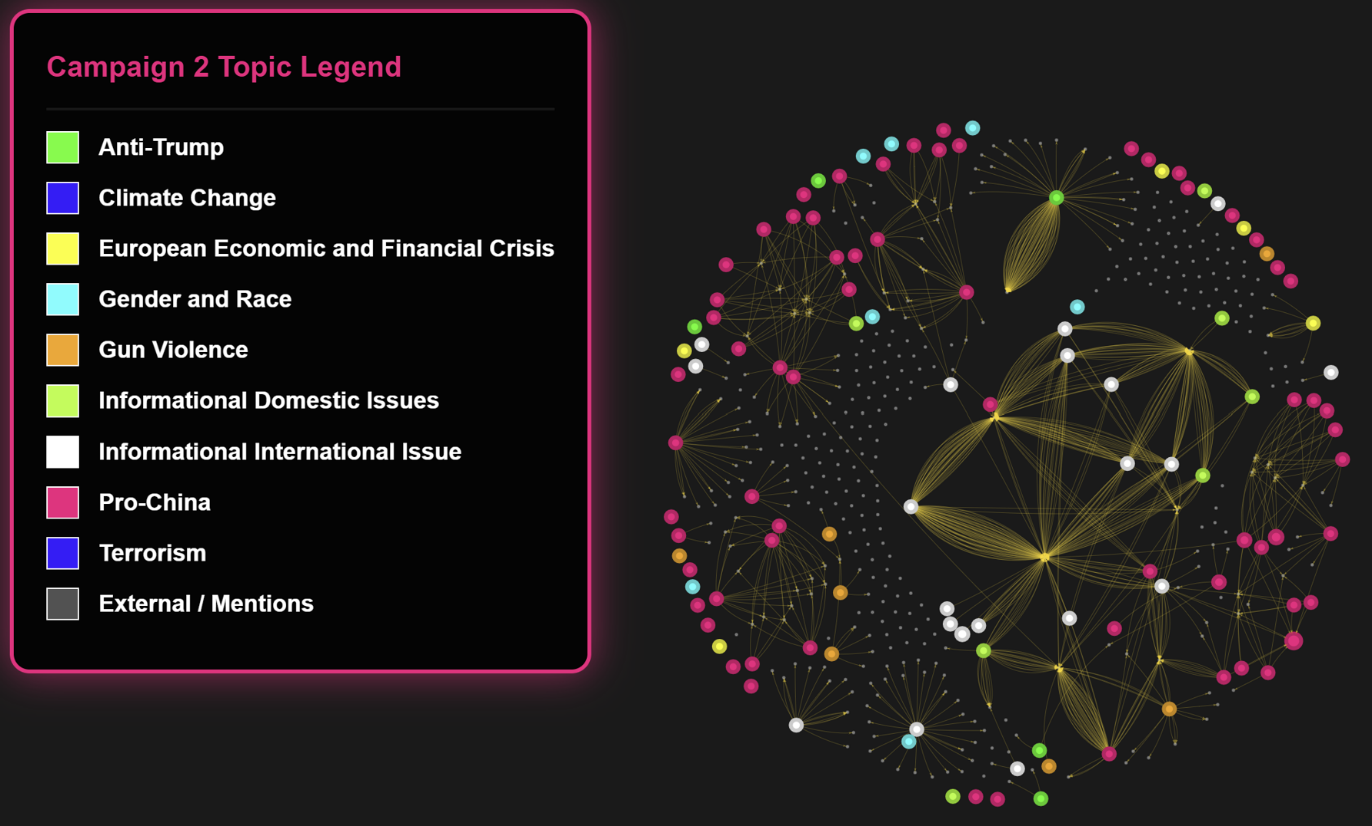 Campaign 2 Topic Legend
Anti-Trump
Climate Change
European Economic and Financial Crisis
Gender and Race
Gun Violence
Informational Domestic Issues
Informational International Issue
Pro-China
Terrorism
External / Mentions